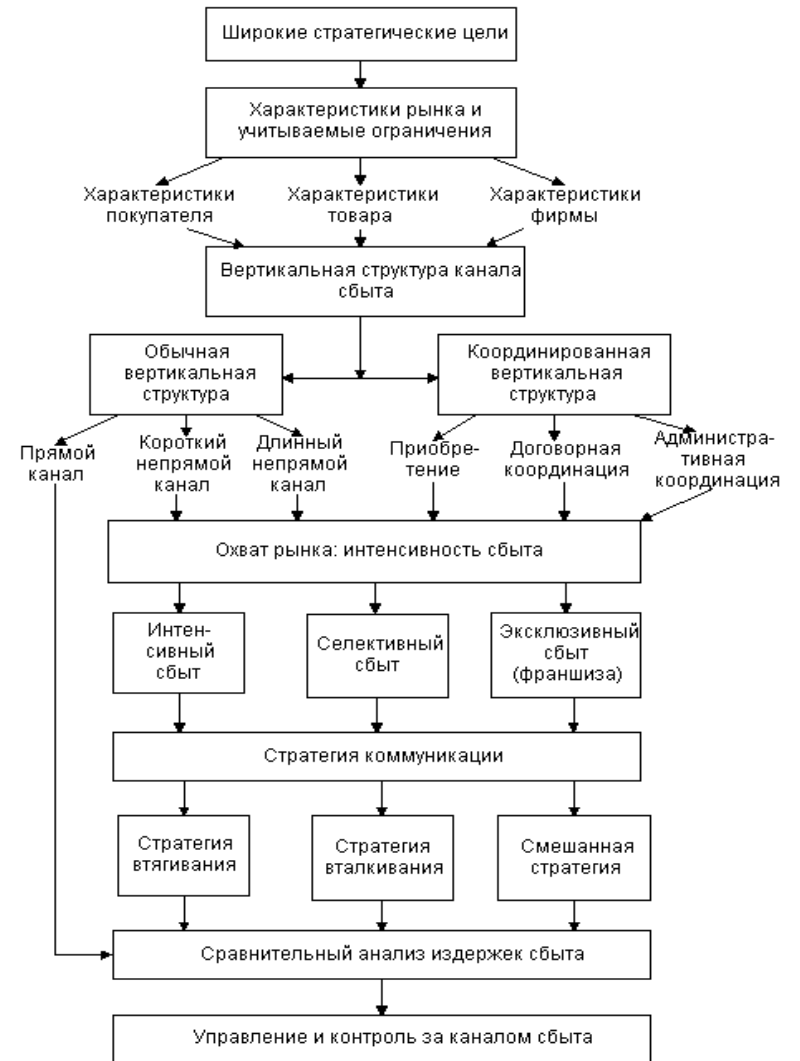 Широкие стратегические цели
Характеристики рынка и
учитываемые ограничения
Характеристики
покупателя
Характеристики
товара
Характеристики
фирмы
Вертикальная структура канала
сбыта
Обычная
вертикальная
структура
Координированная
вертикальная
структура
Прямой
канал
Короткий
непрямой
канал
Длинный
непрямой
канал
Приобре-
тение
Договорная
координация
Администра-
тивная
координация
Охват рынка: интенсивность сбыта
Интен-
сивный
сбыт
Селективный
сбыт
Эксклюзивный
сбыт
(франшиза)
Стратегия коммуникации
Стратегия
втягивания
Стратегия
вталкивания
Смешанная
стратегия
Сравнительный анализ издержек сбыта
Управление и контроль за каналом сбыта